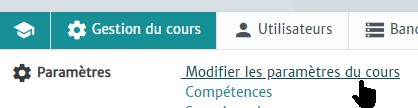 Gestion du cours
Utilisateurs
Paramètres
Modifier les paramètres du cours
Compétences